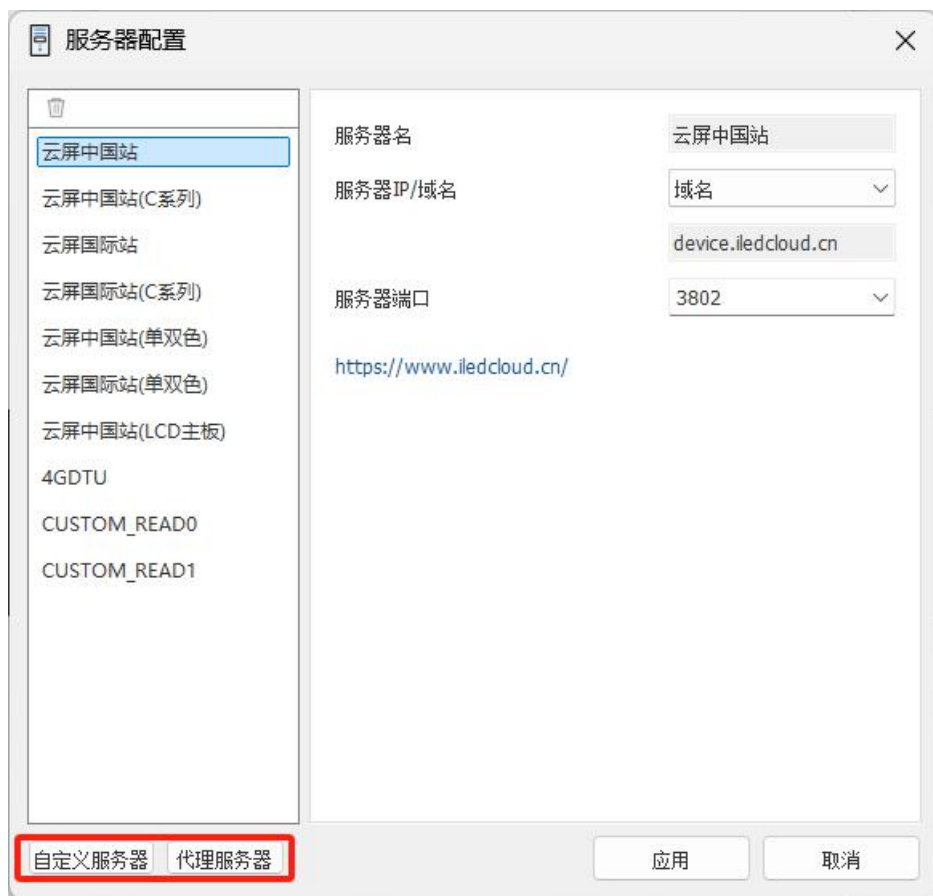 服务器配置
云屏中国站
云屏中国站(C系列)
云屏国际站
云屏国际站(C系列)
云屏中国站(单双色)
云屏国际站(单双色)
云屏中国站(LCD主板)
4GDTU
CUSTOM_READ0
CUSTOM_READ1
服务器名 云屏中国站
服务器IP/域名 域名
device.iledcloud.cn
服务器端口 3802
https://www.iledcloud.cn/
自定义服务器 代理服务器 应用 取消